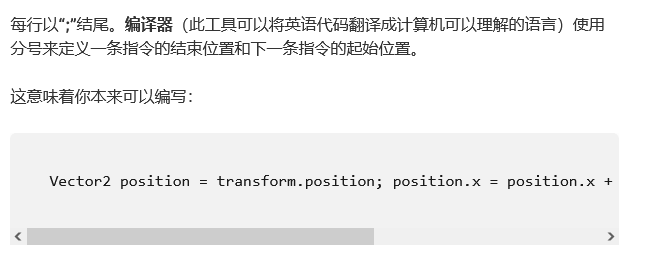 每行以“;”结尾。编译器（此工具可以将英语代码翻译成计算机可以理解的语言）使用
分号来定义一条指令的结束位置和下一条指令的起始位置。
这意味着你本来可以编写：
Vector2 position = transform.position; position.x = position.x +